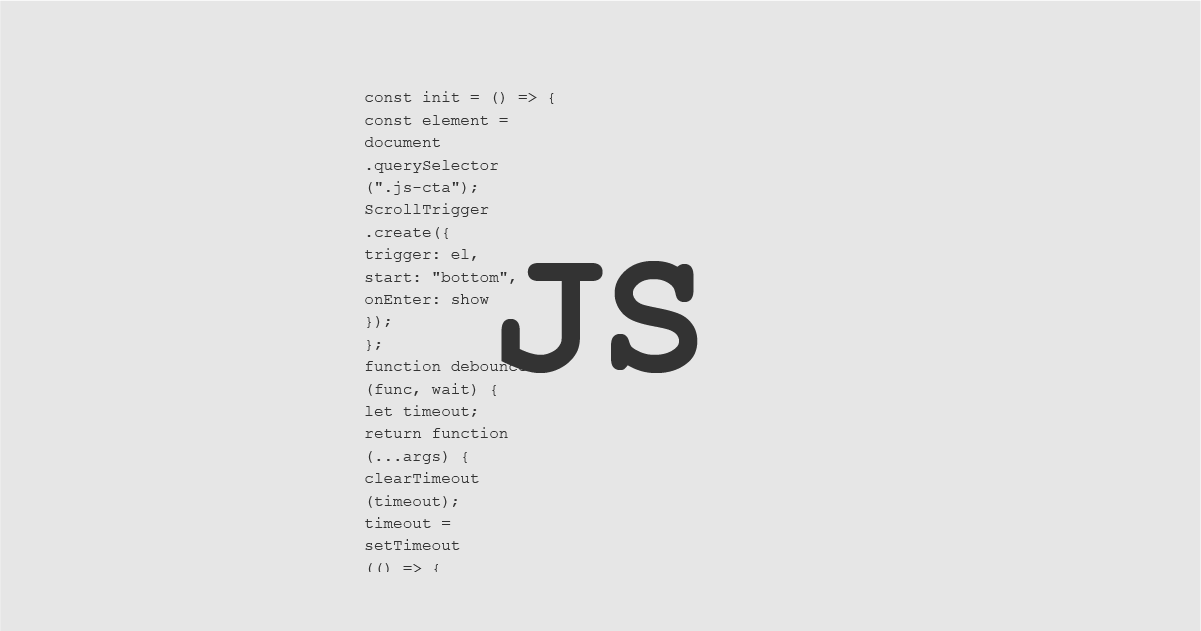 const init = () => {
const element =
document
.querySelector
(".js-cta");
ScrollTrigger
.create({
trigger: el,
start: "bottom",
onEnter: show
});
};
function debounce
(func, wait) {
let timeout;
return function
(...args) {
clearTimeout
(timeout);
timeout =
setTimeout
(() => {
JS